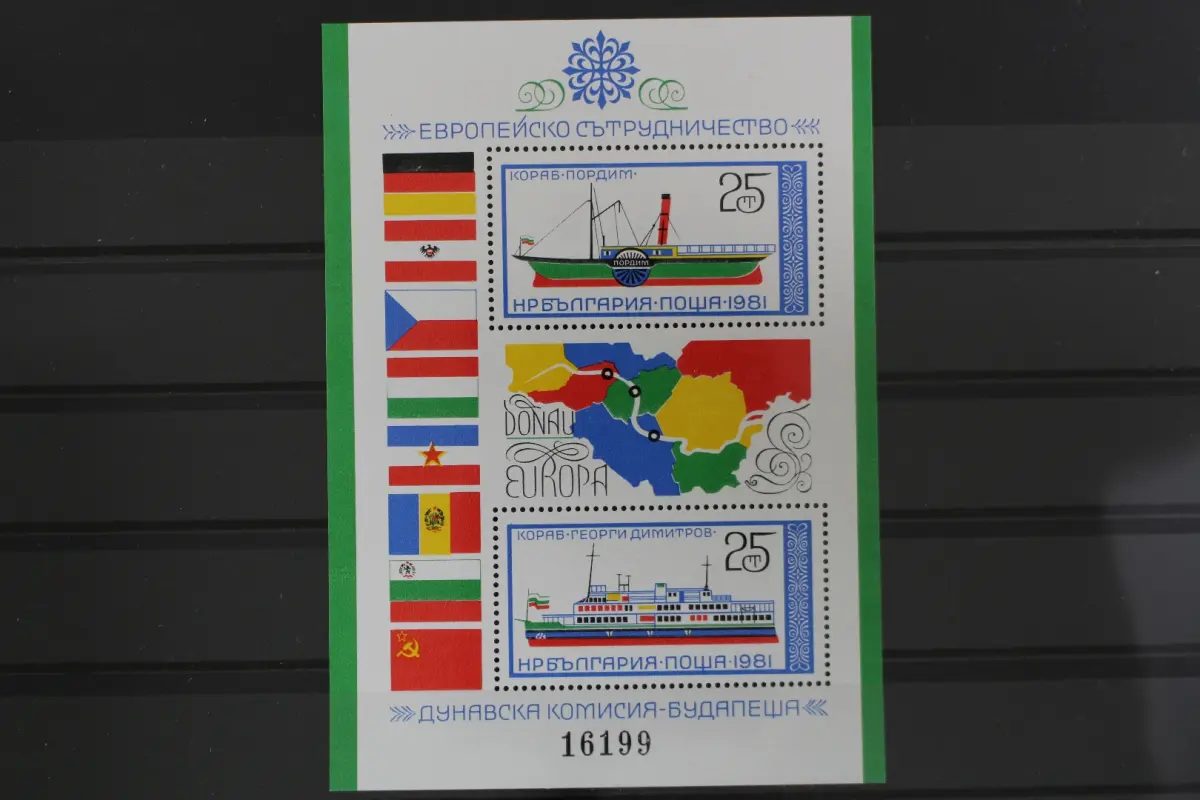 ЕВРОПЕЙСКО СЪТРУДНИЧЕСТВО
КОРАБ·ПОРДИМ·
25 СТ
ПОРДИМ
НРБЪЛГАРИЯ·ПОЩА·1981
DONAU
EUROPA
КОРАБ·ГЕОРГИ ДИМИТРОВ·
25 СТ
НРБЪЛГАРИЯ·ПОЩА·1981
ДУНАВСКА КОМИСИЯ-БУДАПЕЩА
16199